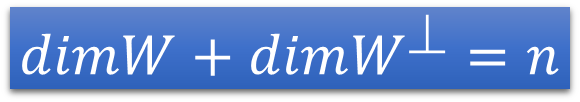 dimW + dimW^⊥ = n